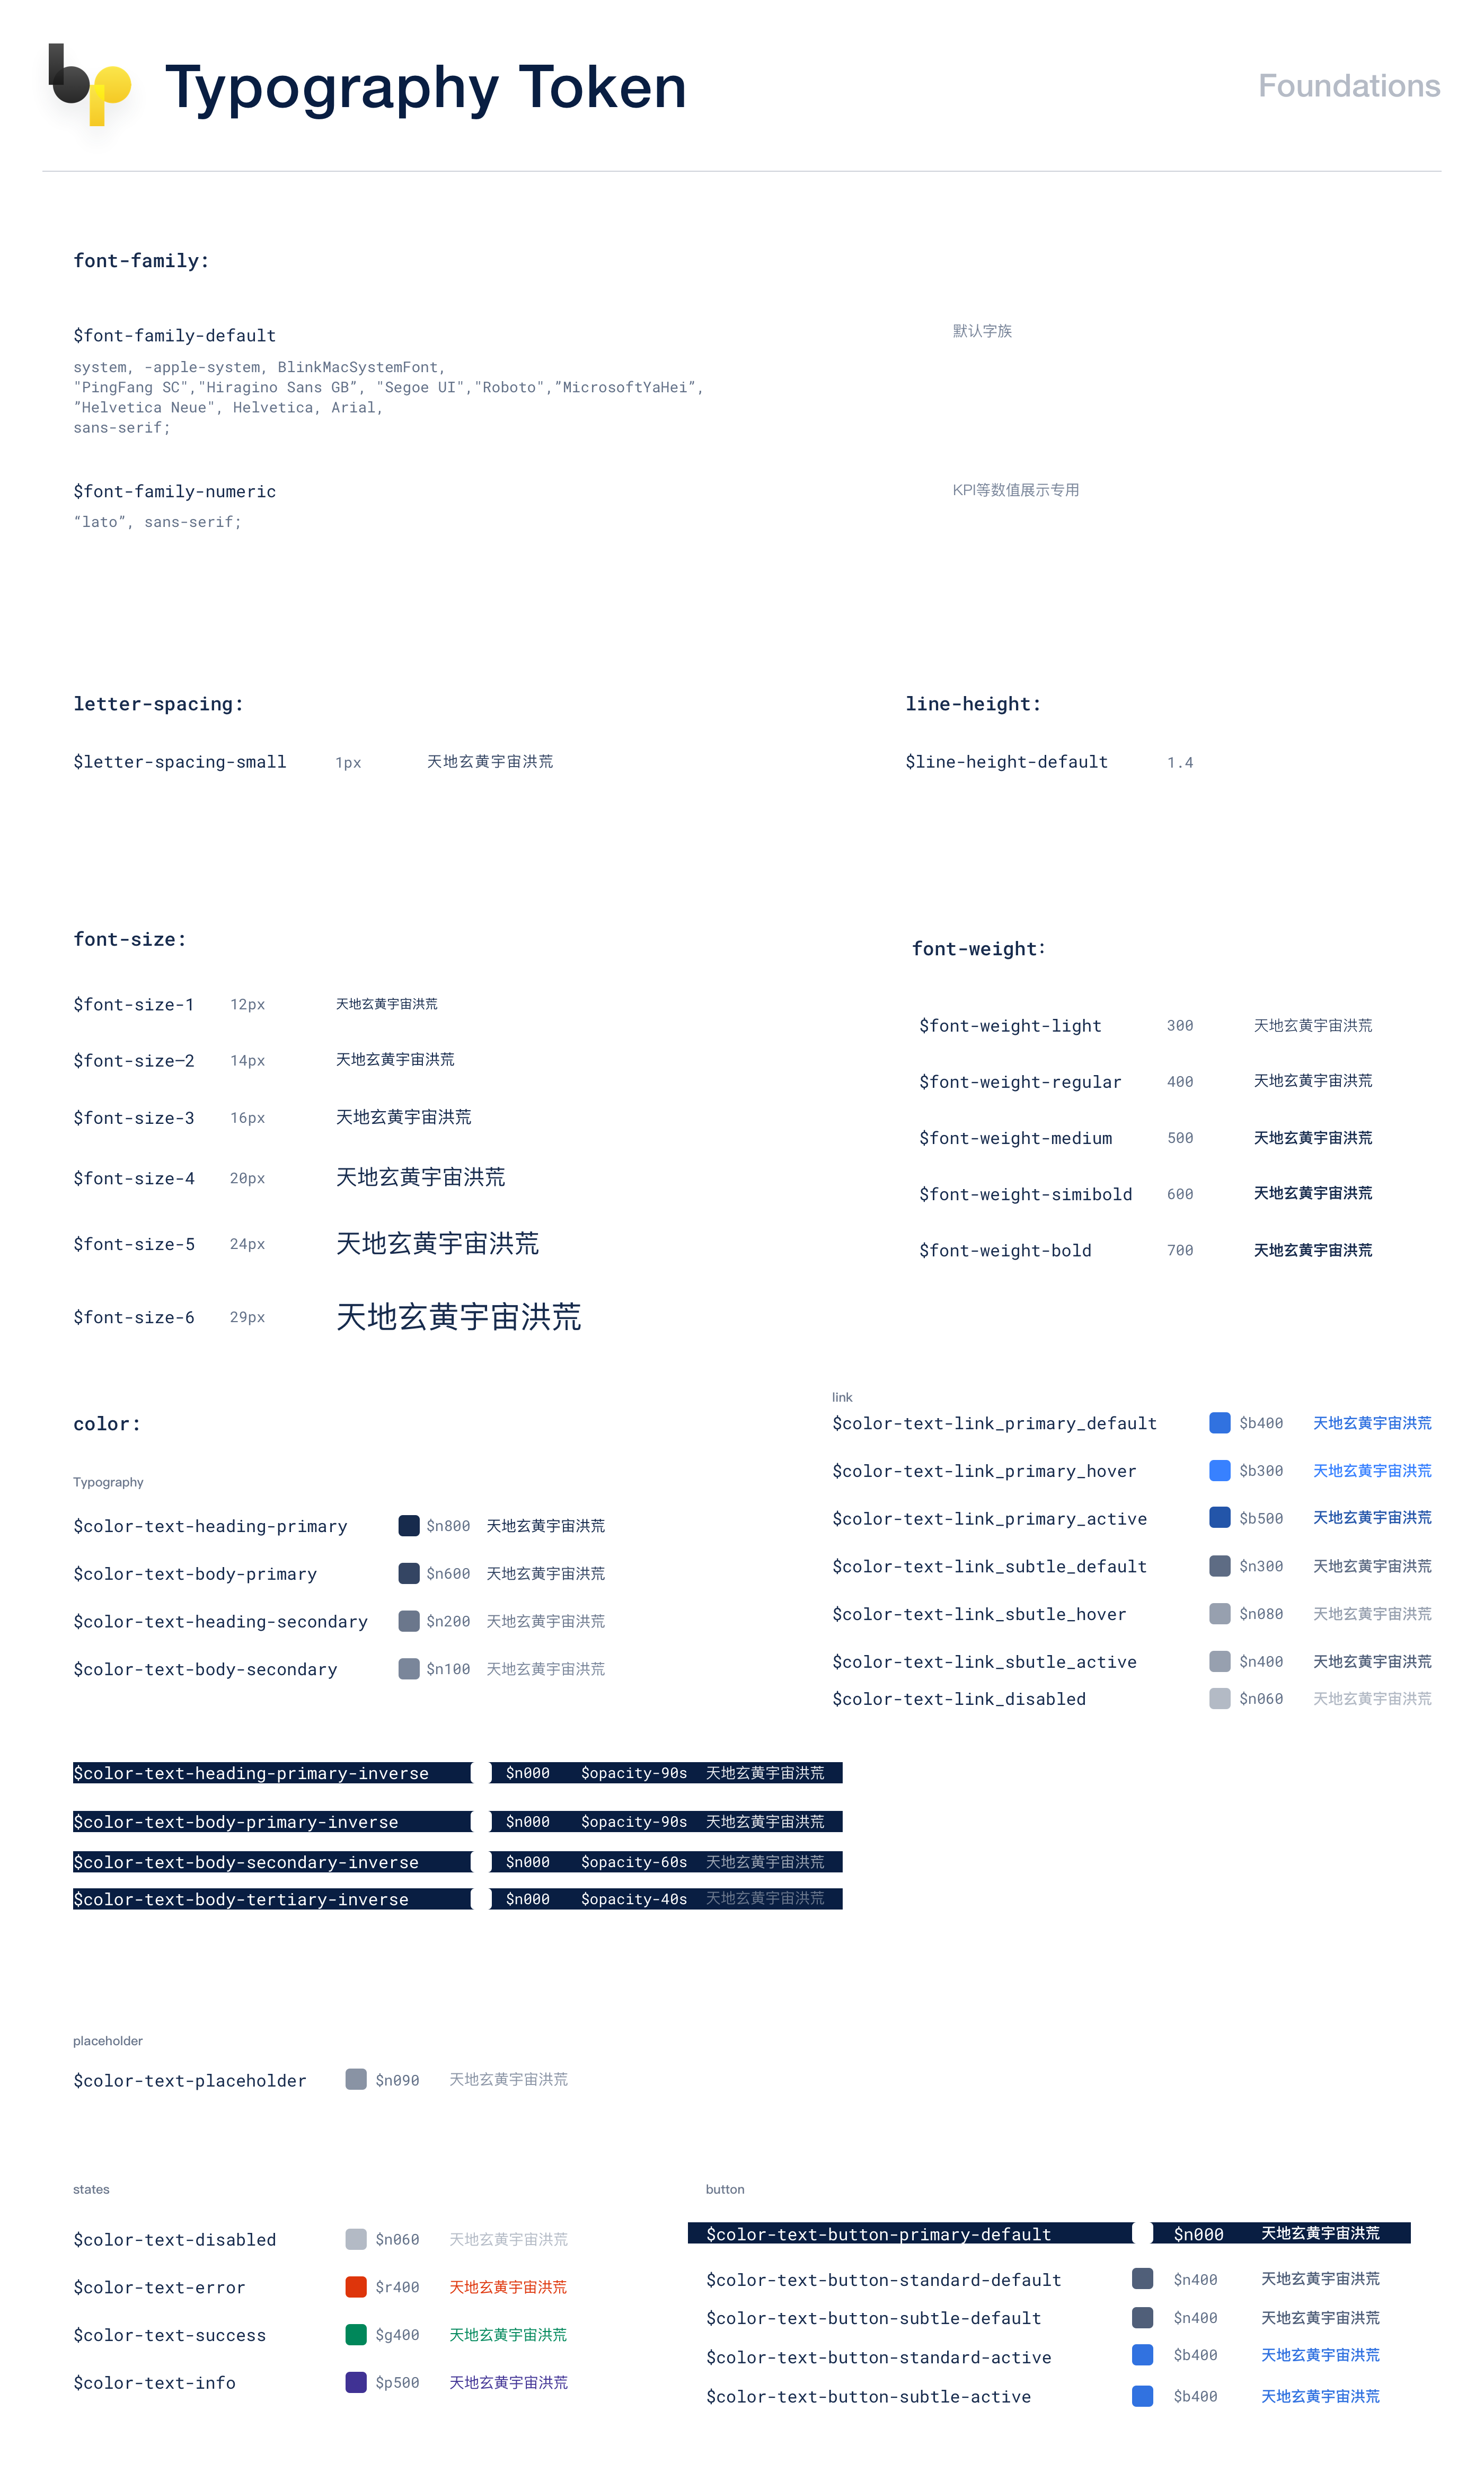 bp
Typography Token
Foundations
font-family:
$font-family-default
默认字族
system, -apple-system, BlinkMacSystemFont,
"PingFang SC","Hiragino Sans GB”, "Segoe UI","Roboto",”MicrosoftYaHei”,
”Helvetica Neue", Helvetica, Arial,
sans-serif;
$font-family-numeric
KPI等数值展示专用
“lato”, sans-serif;
letter-spacing:
$letter-spacing-small 1px 天地玄黄宇宙洪荒
line-height:
$line-height-default 1.4
font-size:
$font-size-1 12px 天地玄黄宇宙洪荒
$font-size–2 14px 天地玄黄宇宙洪荒
$font-size-3 16px 天地玄黄宇宙洪荒
$font-size-4 20px 天地玄黄宇宙洪荒
$font-size-5 24px 天地玄黄宇宙洪荒
$font-size-6 29px 天地玄黄宇宙洪荒
font-weight:
$font-weight-light 300 天地玄黄宇宙洪荒
$font-weight-regular 400 天地玄黄宇宙洪荒
$font-weight-medium 500 天地玄黄宇宙洪荒
$font-weight-simibold 600 天地玄黄宇宙洪荒
$font-weight-bold 700 天地玄黄宇宙洪荒
color:
Typography
$color-text-heading-primary $n800 天地玄黄宇宙洪荒
$color-text-body-primary $n600 天地玄黄宇宙洪荒
$color-text-heading-secondary $n200 天地玄黄宇宙洪荒
$color-text-body-secondary $n100 天地玄黄宇宙洪荒
link
$color-text-link_primary_default $b400 天地玄黄宇宙洪荒
$color-text-link_primary_hover $b300 天地玄黄宇宙洪荒
$color-text-link_primary_active $b500 天地玄黄宇宙洪荒
$color-text-link_subtle_default $n300 天地玄黄宇宙洪荒
$color-text-link_sbutle_hover $n080 天地玄黄宇宙洪荒
$color-text-link_sbutle_active $n400 天地玄黄宇宙洪荒
$color-text-link_disabled $n060 天地玄黄宇宙洪荒
$color-text-heading-primary-inverse $n000 $opacity-90s 天地玄黄宇宙洪荒
$color-text-body-primary-inverse $n000 $opacity-90s 天地玄黄宇宙洪荒
$color-text-body-secondary-inverse $n000 $opacity-60s 天地玄黄宇宙洪荒
$color-text-body-tertiary-inverse $n000 $opacity-40s 天地玄黄宇宙洪荒
placeholder
$color-text-placeholder $n090 天地玄黄宇宙洪荒
states
$color-text-disabled $n060 天地玄黄宇宙洪荒
$color-text-error $r400 天地玄黄宇宙洪荒
$color-text-success $g400 天地玄黄宇宙洪荒
$color-text-info $p500 天地玄黄宇宙洪荒
button
$color-text-button-primary-default $n000 天地玄黄宇宙洪荒
$color-text-button-standard-default $n400 天地玄黄宇宙洪荒
$color-text-button-subtle-default $n400 天地玄黄宇宙洪荒
$color-text-button-standard-active $b400 天地玄黄宇宙洪荒
$color-text-button-subtle-active $b400 天地玄黄宇宙洪荒